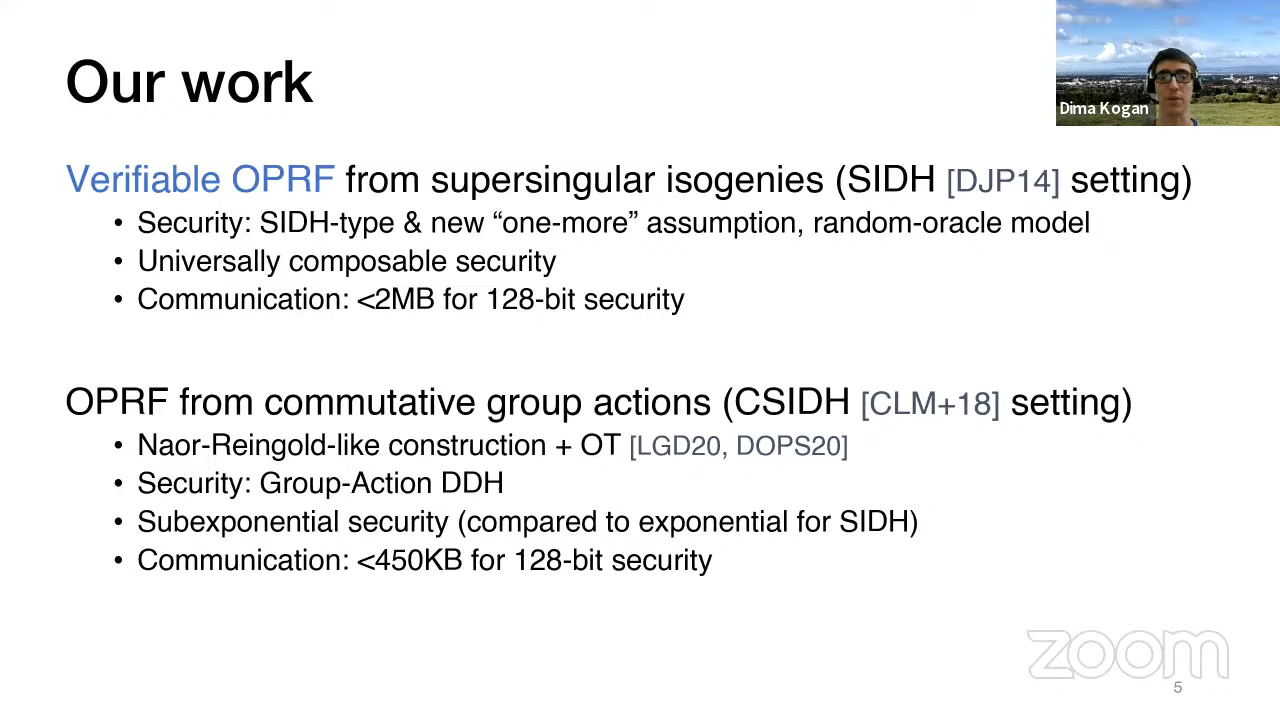 Our work
Dima Kogan
Verifiable OPRF from supersingular isogenies (SIDH [DJP14] setting)
• Security: SIDH-type & new “one-more” assumption, random-oracle model
• Universally composable security
• Communication: <2MB for 128-bit security
OPRF from commutative group actions (CSIDH [CLM+18] setting)
• Naor-Reingold-like construction + OT [LGD20, DOPS20]
• Security: Group-Action DDH
• Subexponential security (compared to exponential for SIDH)
• Communication: <450KB for 128-bit security
zoom
5